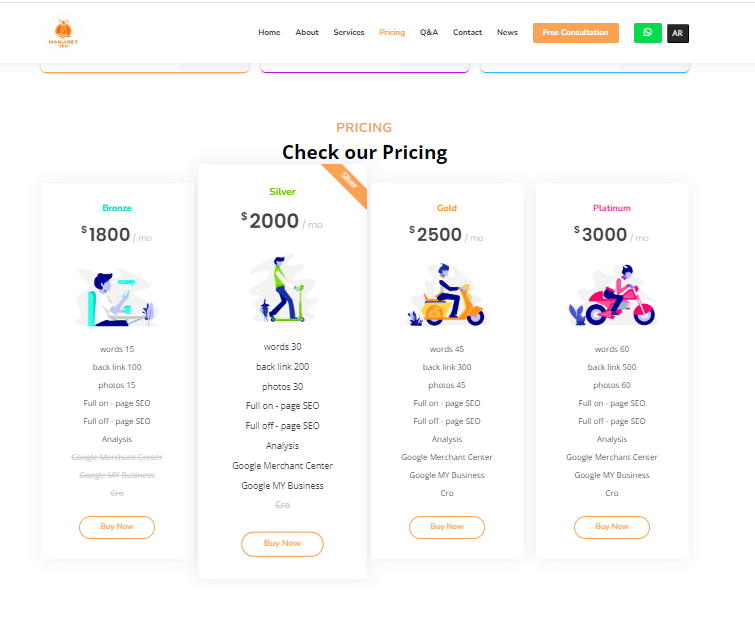 MANJARET
SEO
Home About Services Pricing Q&A Contact News Free Consultation AR
PRICING
Check our Pricing
Bronze
$1800 / mo
words 15
back link 100
photos 15
Full on - page SEO
Full off - page SEO
Analysis
Google Merchant Center
Google MY Business
Cro
Buy Now
Silver
Silver
$2000 / mo
words 30
back link 200
photos 30
Full on - page SEO
Full off - page SEO
Analysis
Google Merchant Center
Google MY Business
Cro
Buy Now
Gold
$2500 / mo
words 45
back link 300
photos 45
Full on - page SEO
Full off - page SEO
Analysis
Google Merchant Center
Google MY Business
Cro
Buy Now
Platinum
$3000 / mo
words 60
back link 500
photos 60
Full on - page SEO
Full off - page SEO
Analysis
Google Merchant Center
Google MY Business
Cro
Buy Now